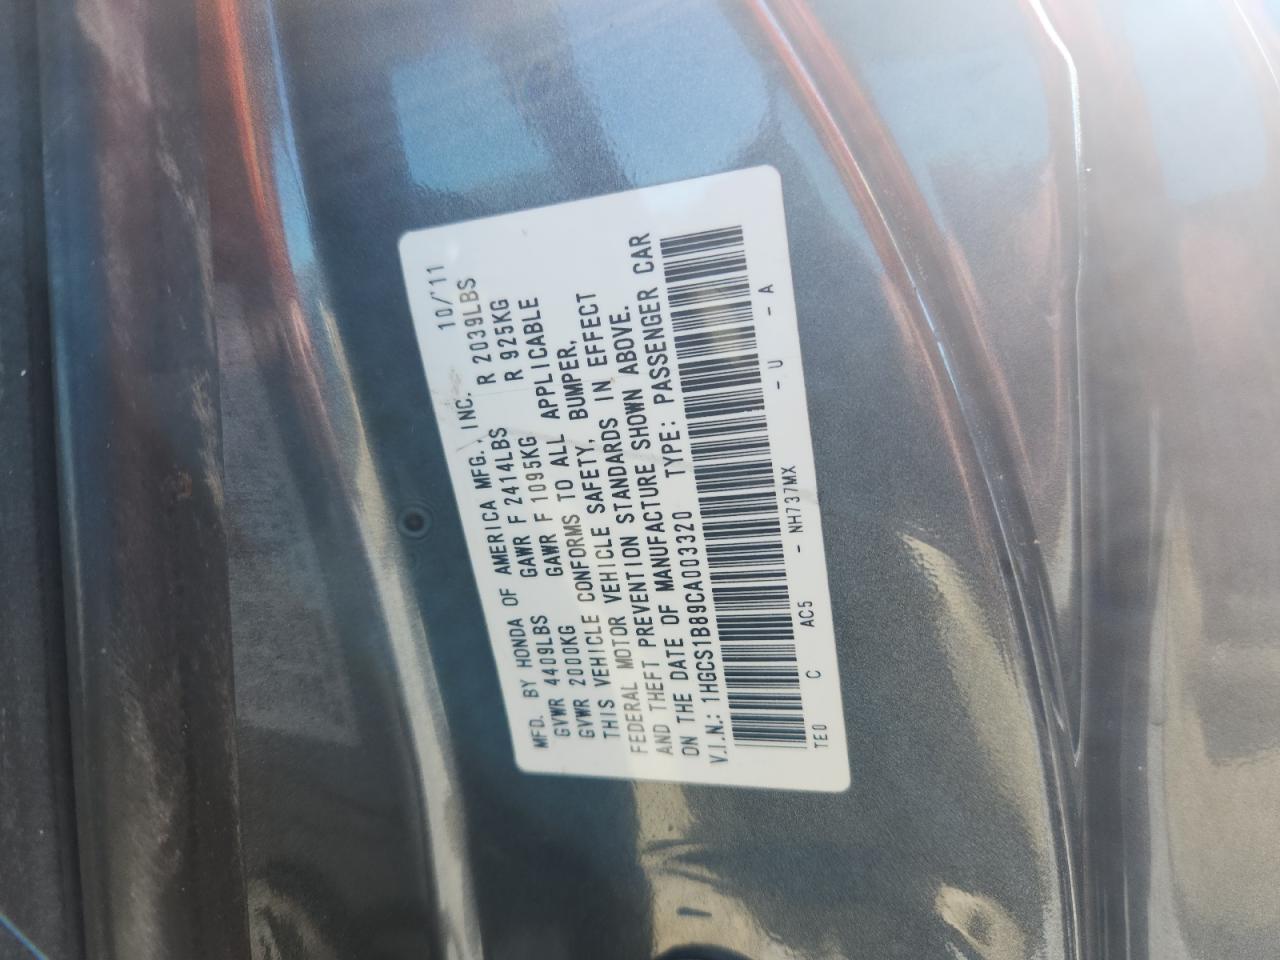 MFD. BY HONDA OF AMERICA MFG., INC. 10/'11
GVWR 4409LBS GAWR F 2414LBS R 2039LBS
GVWR 2000KG GAWR F 1095KG R 925KG
THIS VEHICLE CONFORMS TO ALL APPLICABLE
FEDERAL MOTOR VEHICLE SAFETY, BUMPER,
AND THEFT PREVENTION STANDARDS IN EFFECT
ON THE DATE OF MANUFACTURE SHOWN ABOVE.
V.I.N.: 1HGCS1B89CA003320 TYPE: PASSENGER CAR
TE0 C AC5 - NH737MX - U - A